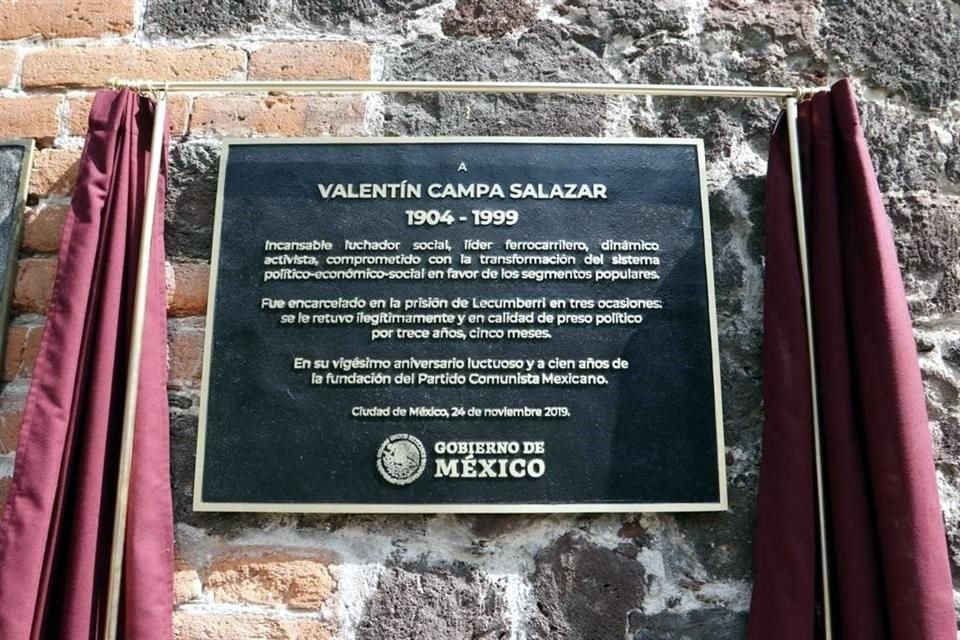 A
VALENTÍN CAMPA SALAZAR
1904 - 1999
Incansable luchador social, líder ferrocarrilero, dinámico
activista, comprometido con la transformación del sistema
político-económico-social en favor de los segmentos populares.
Fue encarcelado en la prisión de Lecumberri en tres ocasiones:
se le retuvo ilegítimamente y en calidad de preso político
por trece años, cinco meses.
En su vigésimo aniversario luctuoso y a cien años de
la fundación del Partido Comunista Mexicano.
Ciudad de México, 24 de noviembre 2019.
GOBIERNO DE
MÉXICO